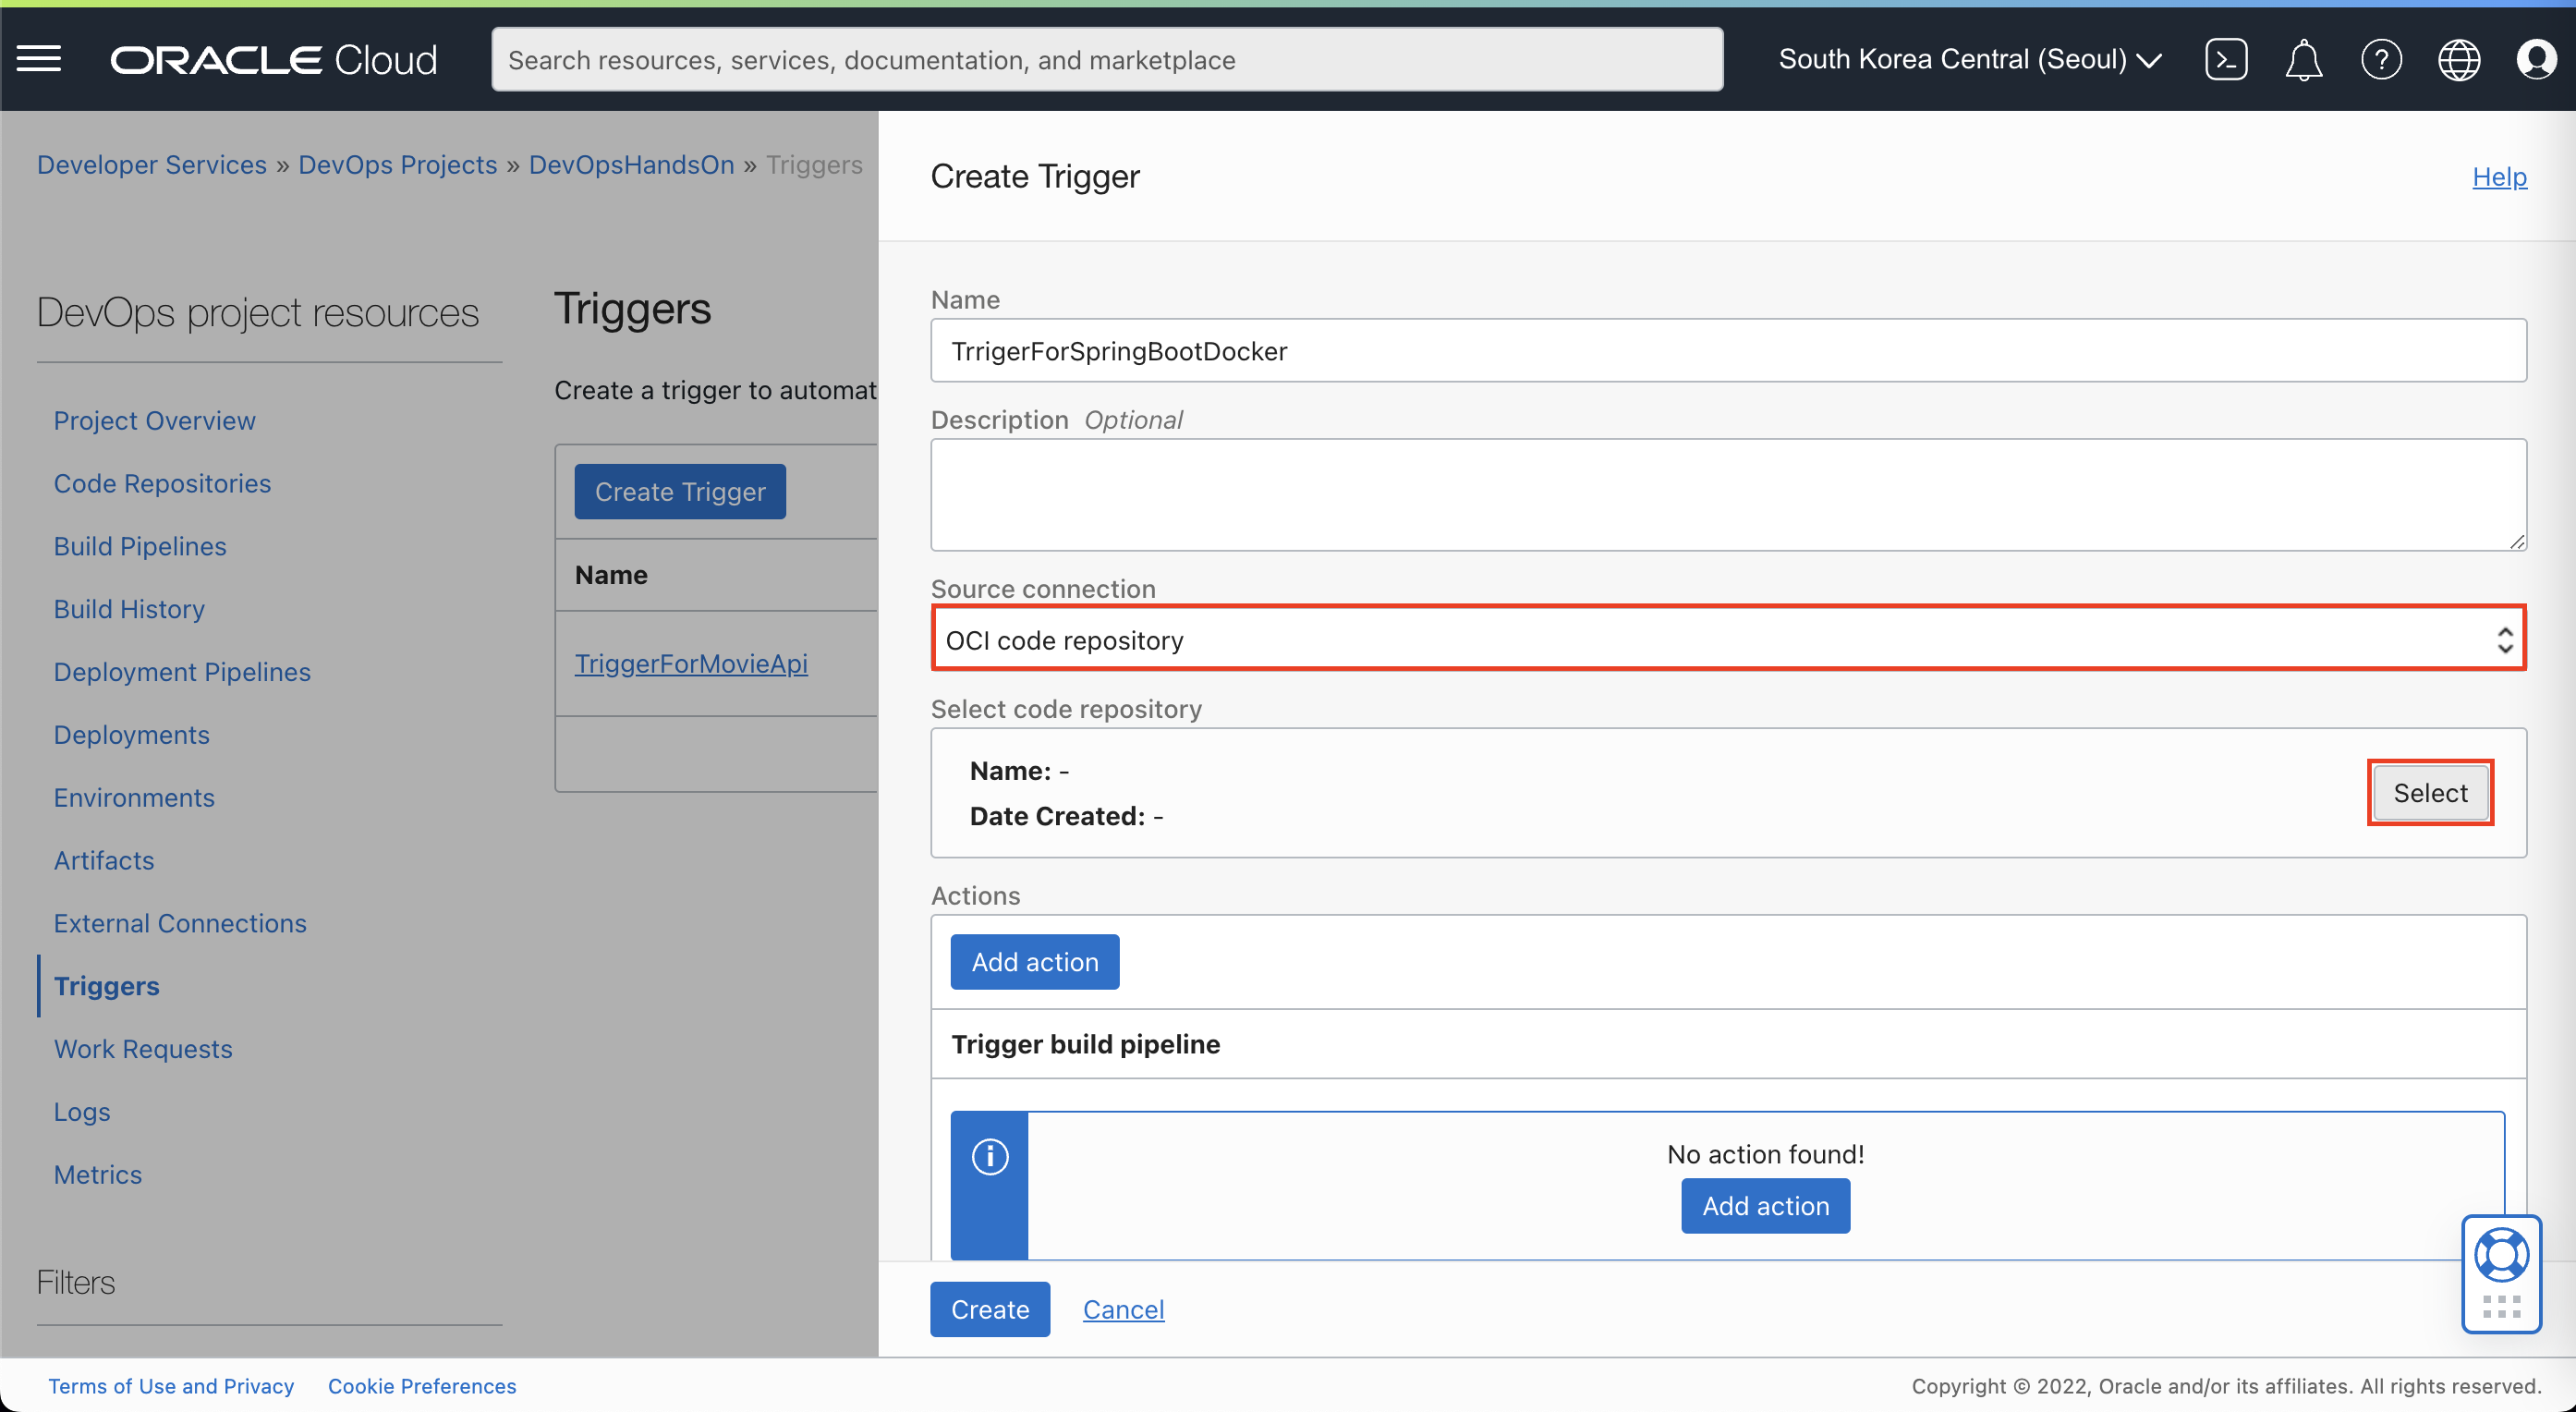 ORACLE Cloud
Search resources, services, documentation, and marketplace
South Korea Central (Seoul)
Developer Services » DevOps Projects » DevOpsHandsOn » Triggers
DevOps project resources
Project Overview
Code Repositories
Build Pipelines
Build History
Deployment Pipelines
Deployments
Environments
Artifacts
External Connections
Triggers
Work Requests
Logs
Metrics
Filters
Triggers
Create a trigger to automat
Create Trigger
Name
TriggerForMovieApi
Create Trigger
Help
Name
TrrigerForSpringBootDocker
Description Optional
Source connection
OCI code repository
Select code repository
Name: -
Date Created: -
Select
Actions
Add action
Trigger build pipeline
No action found!
Add action
Create
Cancel
Terms of Use and Privacy
Cookie Preferences
Copyright © 2022, Oracle and/or its affiliates. All rights reserved.